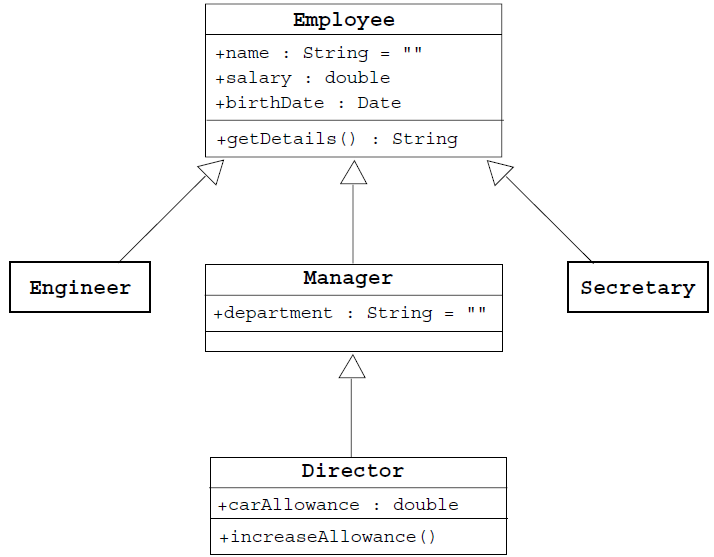 Employee
+name : String = ""
+salary : double
+birthDate : Date
+getDetails() : String
Engineer
Manager
+department : String = ""
Secretary
Director
+carAllowance : double
+increaseAllowance()